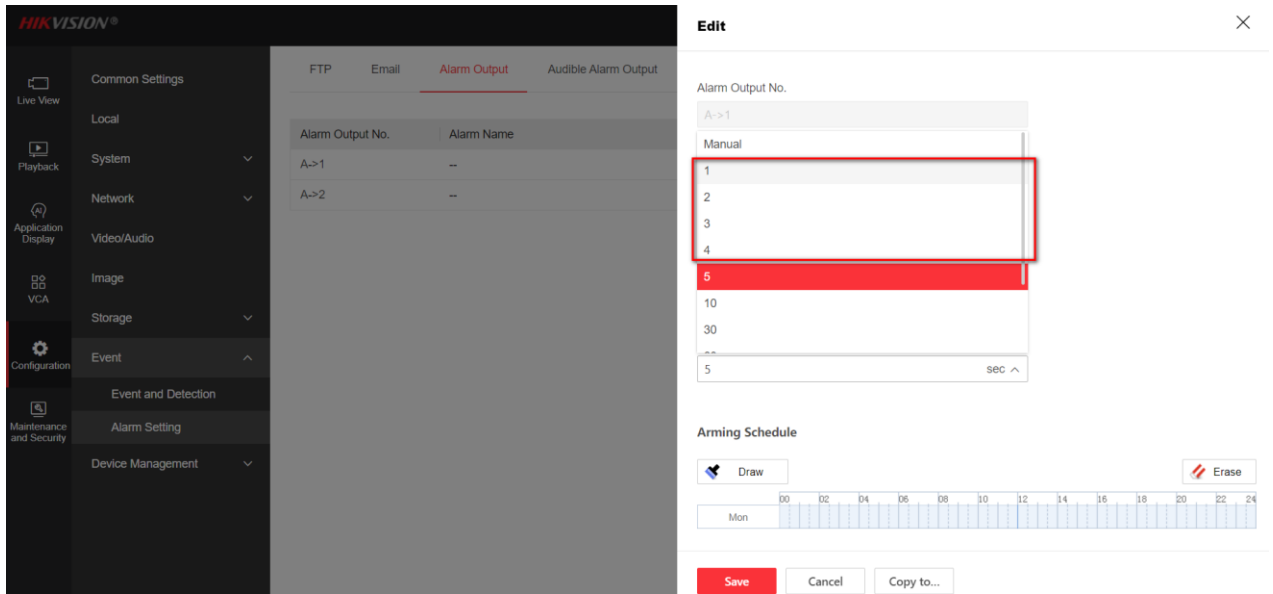 HIKVISION®
Live View
Playback
Application
Display
VCA
Configuration
Maintenance
and Security
Common Settings
Local
System
Network
Video/Audio
Image
Storage
Event
Event and Detection
Alarm Setting
Device Management
FTP Email Alarm Output Audible Alarm Output
Alarm Output No. Alarm Name
A->1 --
A->2 --
Edit
Alarm Output No.
A->1
Manual
1
2
3
4
5
10
30
5 sec
Arming Schedule
Draw Erase
00 02 04 06 08 10 12 14 16 18 20 22 24
Mon
Save Cancel Copy to...